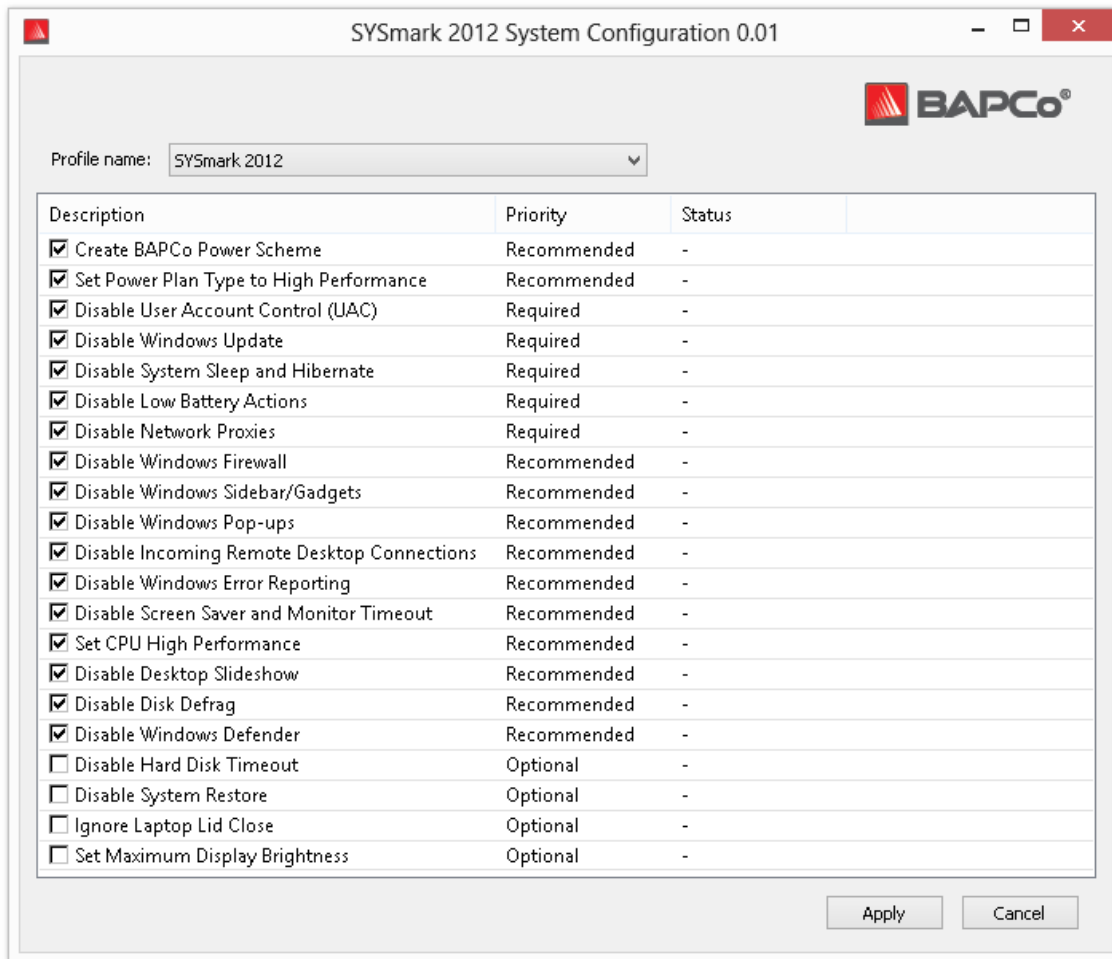 SYSmark 2012 System Configuration 0.01
BAPCo®
Profile name: SYSmark 2012
Description Priority Status
Create BAPCo Power Scheme Recommended -
Set Power Plan Type to High Performance Recommended -
Disable User Account Control (UAC) Required -
Disable Windows Update Required -
Disable System Sleep and Hibernate Required -
Disable Low Battery Actions Required -
Disable Network Proxies Required -
Disable Windows Firewall Recommended -
Disable Windows Sidebar/Gadgets Recommended -
Disable Windows Pop-ups Recommended -
Disable Incoming Remote Desktop Connections Recommended -
Disable Windows Error Reporting Recommended -
Disable Screen Saver and Monitor Timeout Recommended -
Set CPU High Performance Recommended -
Disable Desktop Slideshow Recommended -
Disable Disk Defrag Recommended -
Disable Windows Defender Recommended -
Disable Hard Disk Timeout Optional -
Disable System Restore Optional -
Ignore Laptop Lid Close Optional -
Set Maximum Display Brightness Optional -
Apply Cancel